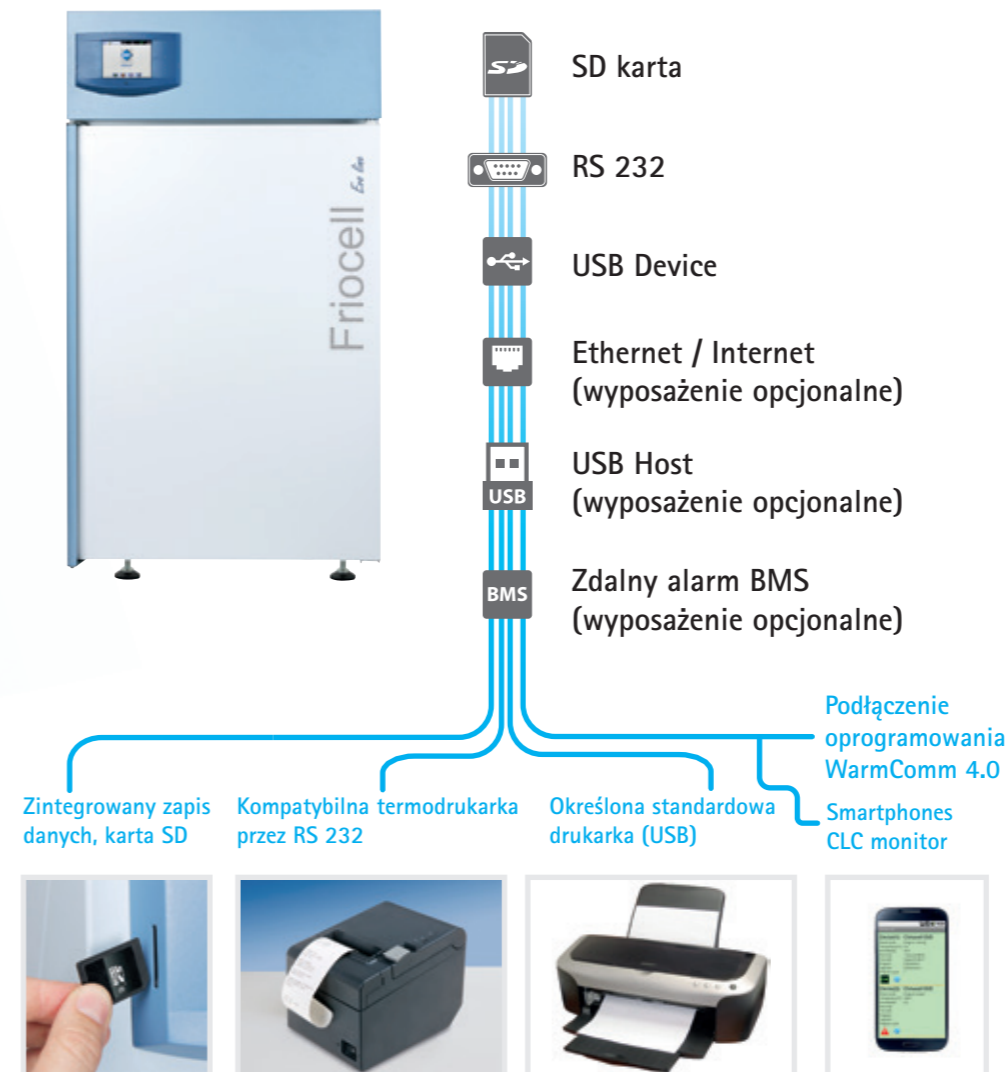 Friocell Evo line
SD karta
RS 232
USB Device
Ethernet / Internet
(wyposażenie opcjonalne)
USB Host
(wyposażenie opcjonalne)
USB
Zdalny alarm BMS
(wyposażenie opcjonalne)
BMS
Podłączenie
oprogramowania
WarmComm 4.0
Smartphones
CLC monitor
Zintegrowany zapis
danych, karta SD
Kompatybilna termodrukarka
przez RS 232
Określona standardowa
drukarka (USB)